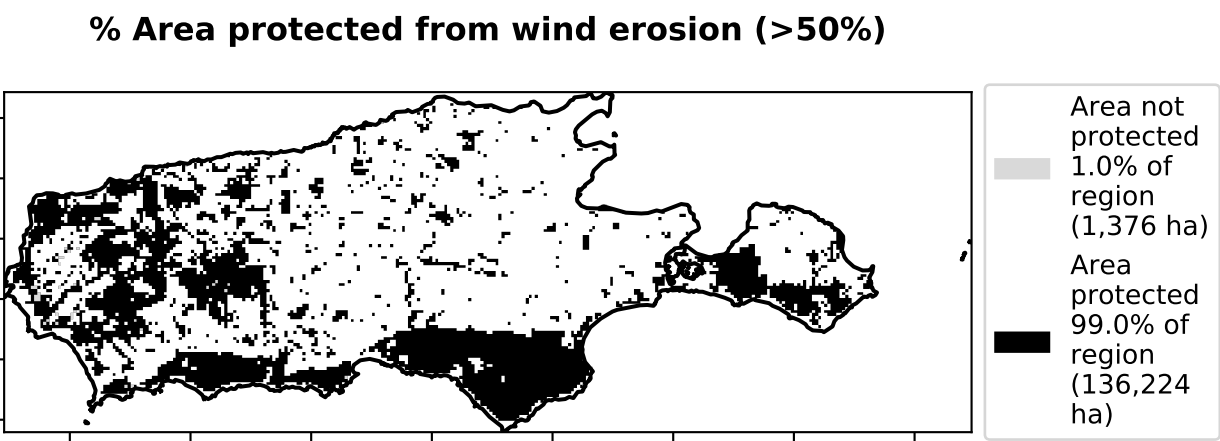 % Area protected from wind erosion (>50%)
Area not
protected
1.0% of
region
(1,376 ha)
Area
protected
99.0% of
region
(136,224
ha)